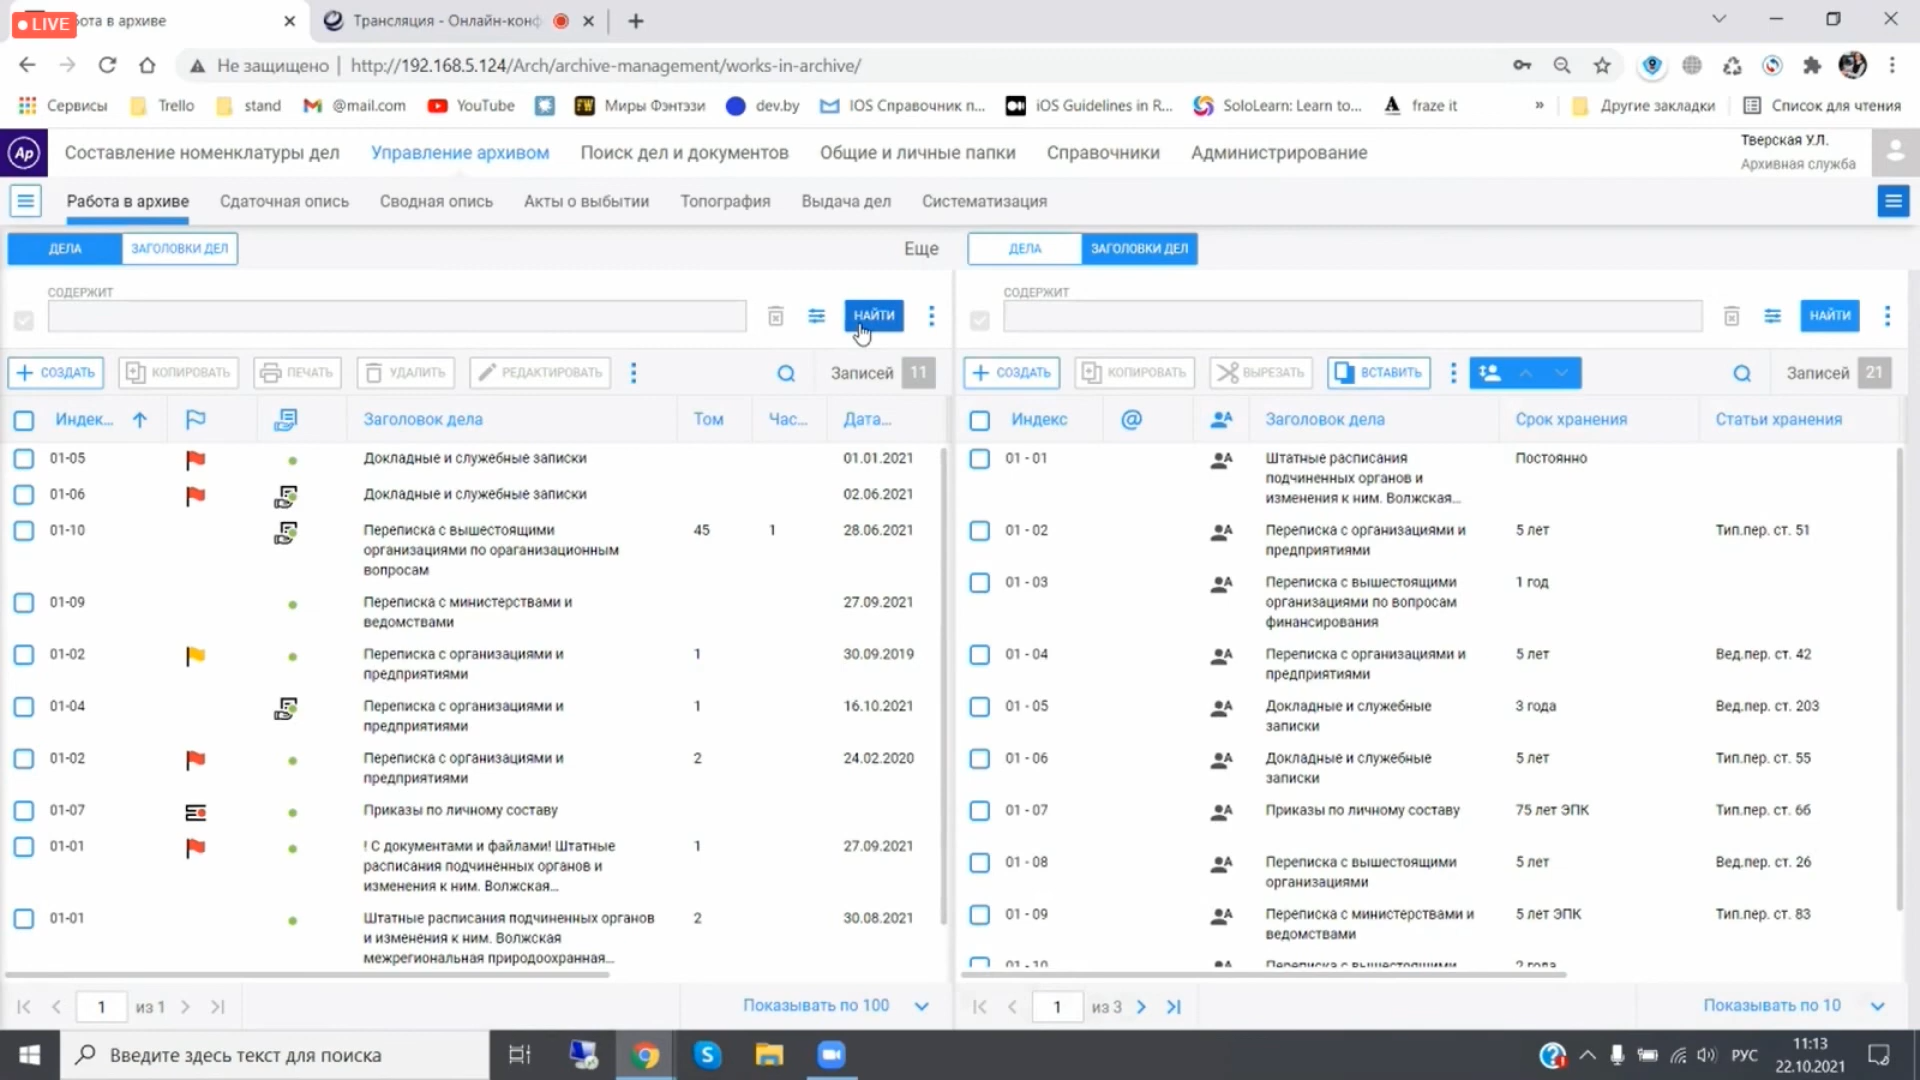 LIVE
бота в архиве
Трансляция - Онлайн-конф
Не защищено | http://192.168.5.124/Arch/archive-management/works-in-archive/
Сервисы
Trello
stand
@mail.com
YouTube
Миры Фэнтэзи
dev.by
IOS Справочник п...
iOS Guidelines in R...
SoloLearn: Learn to...
fraze it
»
Другие закладки
Список для чтения
Ар
Составление номенклатуры дел
Управление архивом
Поиск дел и документов
Общие и личные папки
Справочники
Администрирование
Тверская У.Л.
Архивная служба
Работа в архиве
Сдаточная опись
Сводная опись
Акты о выбытии
Топография
Выдача дел
Систематизация
ДЕЛА
ЗАГОЛОВКИ ДЕЛ
Еще
СОДЕРЖИТ
НАЙТИ
СОЗДАТЬ
КОПИРОВАТЬ
ПЕЧАТЬ
УДАЛИТЬ
РЕДАКТИРОВАТЬ
Записей 11
Индек...
Заголовок дела
Том
Час...
Дата...
01-05
Докладные и служебные записки
01.01.2021
01-06
Докладные и служебные записки
02.06.2021
01-10
Переписка с вышестоящими
организациями по ораганизационным
вопросам
45
1
28.06.2021
01-09
Переписка с министерствами и
ведомствами
27.09.2021
01-02
Переписка с организациями и
предприятиями
1
30.09.2019
01-04
Переписка с организациями и
предприятиями
1
16.10.2021
01-02
Переписка с организациями и
предприятиями
2
24.02.2020
01-07
Приказы по личному составу
01-01
! С документами и файлами! Штатные
расписания подчиненных органов и
изменения к ним. Волжская...
1
27.09.2021
01-01
Штатные расписания подчиненных органов
и изменения к ним. Волжская
межрегиональная природоохранная...
2
30.08.2021
1
из 1
Показывать по 100
ДЕЛА
ЗАГОЛОВКИ ДЕЛ
СОДЕРЖИТ
НАЙТИ
СОЗДАТЬ
КОПИРОВАТЬ
ВЫРЕЗАТЬ
ВСТАВИТЬ
Записей 21
Индекс
@
Заголовок дела
Срок хранения
Статьи хранения
01 - 01
Штатные расписания
подчиненных органов и
изменения к ним. Волжская...
Постоянно
01 - 02
Переписка с организациями и
предприятиями
5 лет
Тип.пер. ст. 51
01 - 03
Переписка с вышестоящими
организациями по вопросам
финансирования
1 год
01 - 04
Переписка с организациями и
предприятиями
5 лет
Вед.пер. ст. 42
01 - 05
Докладные и служебные
записки
3 года
Вед.пер. ст. 203
01 - 06
Докладные и служебные
записки
5 лет
Тип.пер. ст. 55
01 - 07
Приказы по личному составу
75 лет ЭПК
Тип.пер. ст. 66
01 - 08
Переписка с вышестоящими
организациями
5 лет
Вед.пер. ст. 26
01 - 09
Переписка с министерствами и
ведомствами
5 лет ЭПК
Тип.пер. ст. 83
01 - 10
Переписка с вышестоящими
2 года
1
из 3
Показывать по 10
Введите здесь текст для поиска
РУС
11:13
22.10.2021